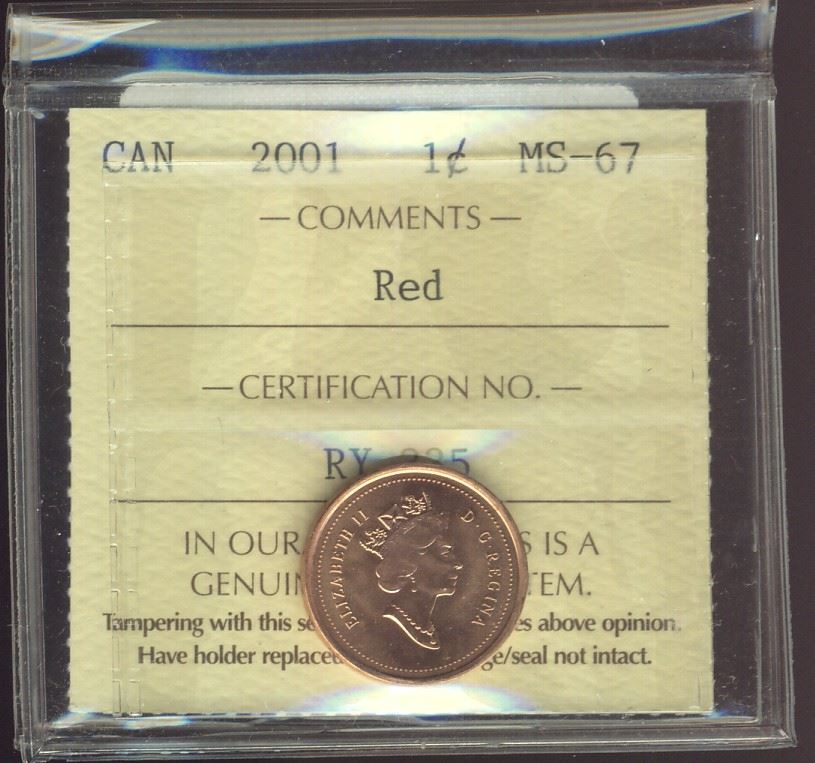 CAN 2001 1¢ MS-67
— COMMENTS —
Red
— CERTIFICATION NO. —
RY
IN OUR S IS A
GENUIN TEM.
Tampering with this se es above opinion.
Have holder replaced ge/seal not intact.
ELIZABETH II D·G·REGINA